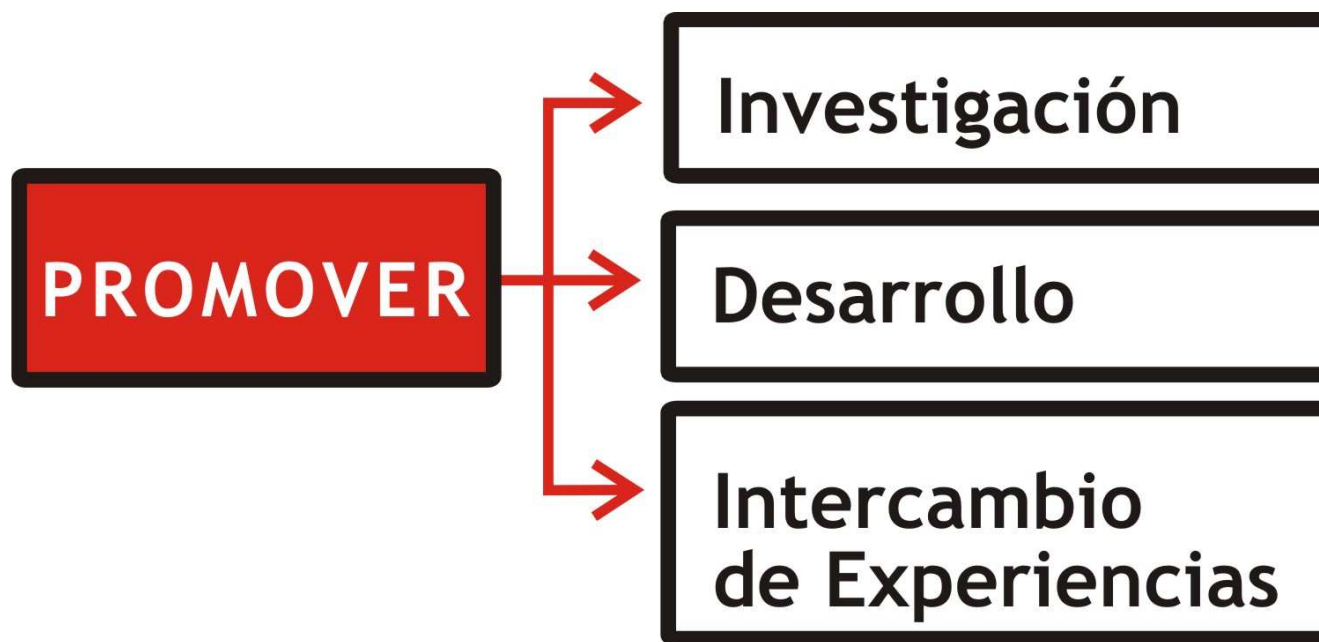 PROMOVER
Investigación
Desarrollo
Intercambio
de Experiencias